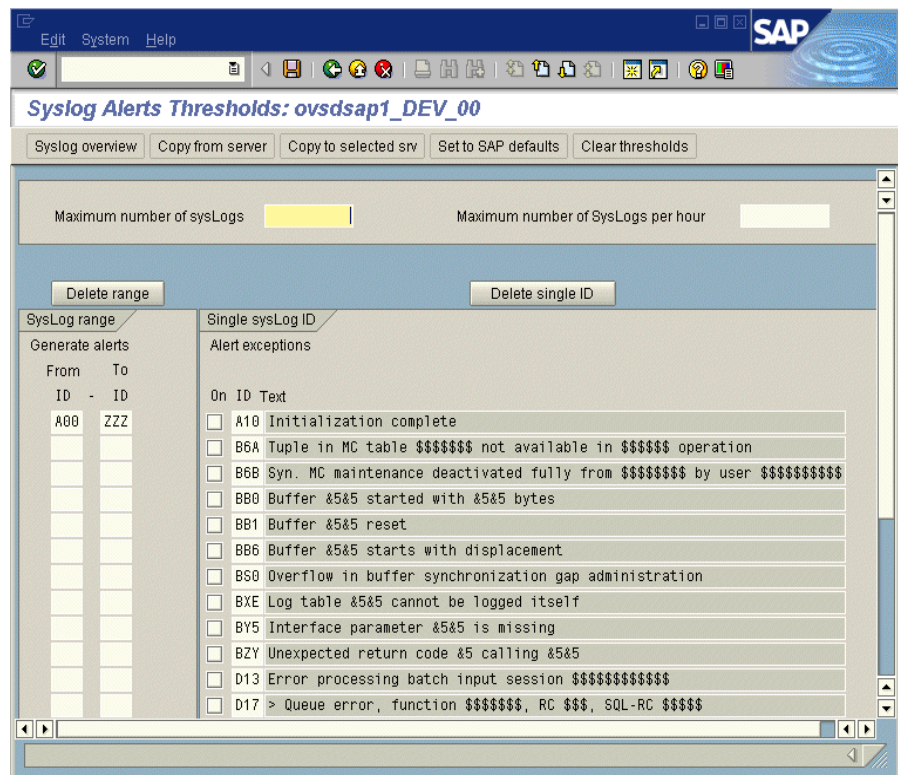 Edit System Help
SAP
Syslog Alerts Thresholds: ovsdsap1_DEV_00
Syslog overview Copy from server Copy to selected srv Set to SAP defaults Clear thresholds
Maximum number of sysLogs Maximum number of SysLogs per hour
Delete range Delete single ID
SysLog range Single sysLog ID
Generate alerts Alert exceptions
From To
ID - ID On ID Text
A00 ZZZ A10 Initialization complete
B6A Tuple in MC table $$$$$$$ not available in $$$$$$ operation
B6B Syn. MC maintenance deactivated fully from $$$$$$$$ by user $$$$$$$$$$
BB0 Buffer &5&5 started with &5&5 bytes
BB1 Buffer &5&5 reset
BB6 Buffer &5&5 starts with displacement
BS0 Overflow in buffer synchronization gap administration
BXE Log table &5&5 cannot be logged itself
BY5 Interface parameter &5&5 is missing
BZY Unexpected return code &5 calling &5&5
D13 Error processing batch input session $$$$$$$$$$$$
D17 > Queue error, function $$$$$$$, RC $$$, SQL-RC $$$$$